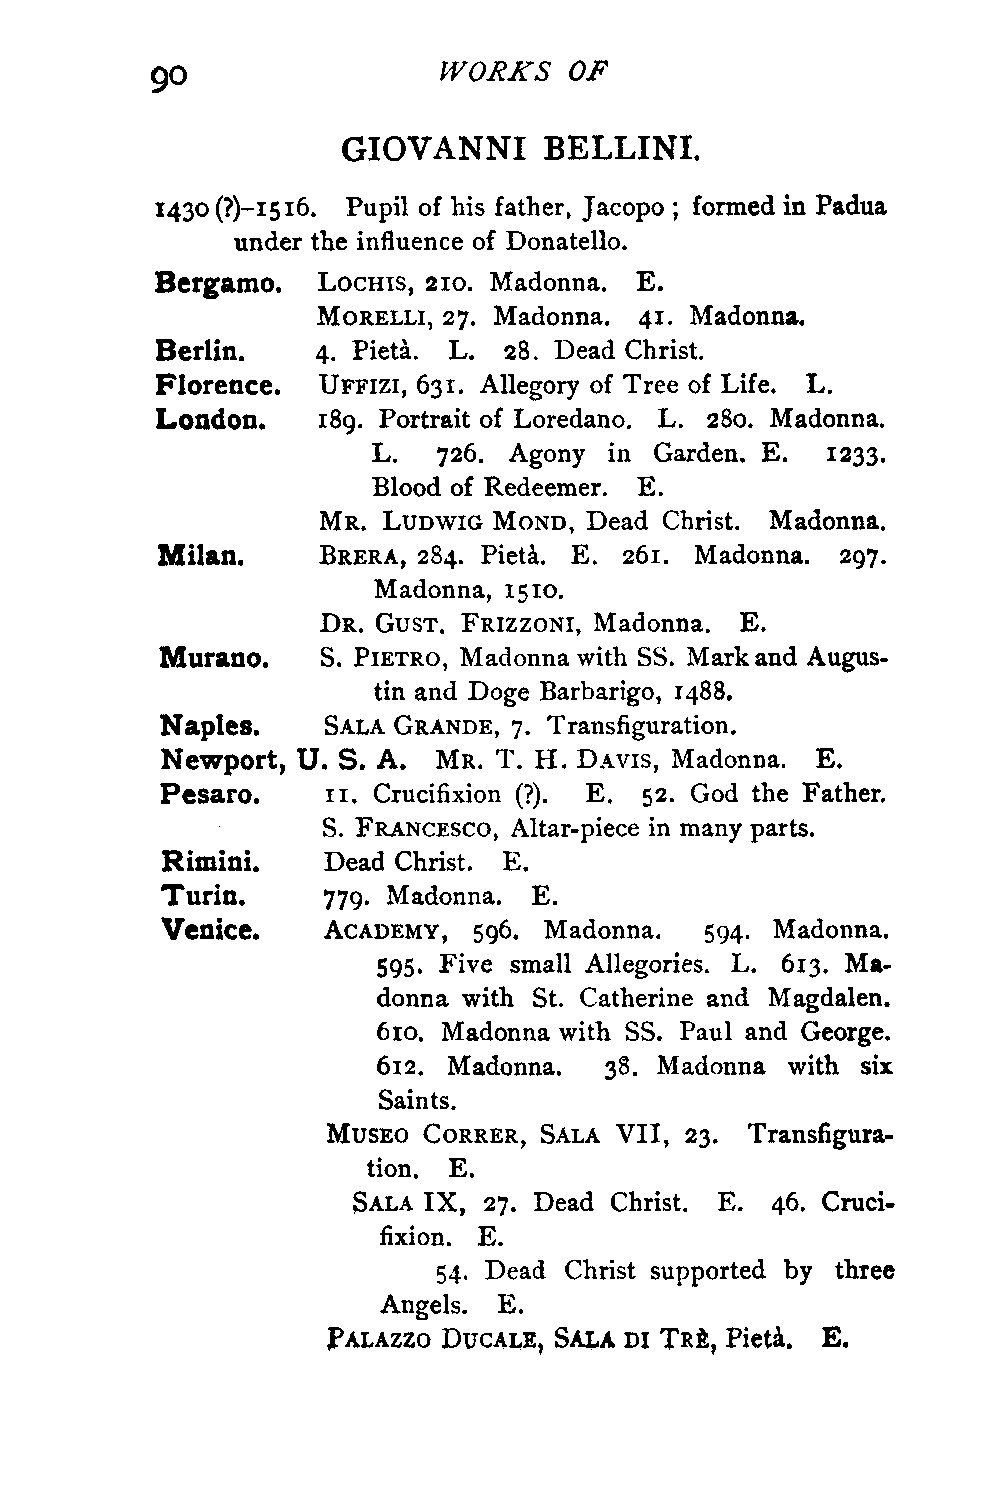 90 WORKS OF
GIOVANNI BELLINI.
1430 (?)–1516. Pupil of his father, Jacopo ; formed in Padua
under the influence of Donatello.
Bergamo. LOCHIS, 210. Madonna. E.
MORELLI, 27. Madonna. 41. Madonna.
Berlin. 4. Pietà. L. 28. Dead Christ.
Florence. UFFIZI, 631. Allegory of Tree of Life. L.
London. 189. Portrait of Loredano. L. 280. Madonna.
L. 726. Agony in Garden. E. 1233.
Blood of Redeemer. E.
MR. LUDWIG MOND, Dead Christ. Madonna.
Milan. BRERA, 284. Pietà. E. 261. Madonna. 297.
Madonna, 1510.
DR. GUST. FRIZZONI, Madonna. E.
Murano. S. PIETRO, Madonna with SS. Mark and Augus-
tin and Doge Barbarigo, 1488.
Naples. SALA GRANDE, 7. Transfiguration.
Newport, U. S. A. MR. T. H. DAVIS, Madonna. E.
Pesaro. 11. Crucifixion (?). E. 52. God the Father.
S. FRANCESCO, Altar-piece in many parts.
Rimini. Dead Christ. E.
Turin. 779. Madonna. E.
Venice. ACADEMY, 596. Madonna. 594. Madonna.
595. Five small Allegories. L. 613. Ma-
donna with St. Catherine and Magdalen.
610. Madonna with SS. Paul and George.
612. Madonna. 38. Madonna with six
Saints.
MUSEO CORRER, SALA VII, 23. Transfigura-
tion. E.
SALA IX, 27. Dead Christ. E. 46. Cruci-
fixion. E.
54. Dead Christ supported by three
Angels. E.
PALAZZO DUCALE, SALA DI TRÈ, Pietà. E.